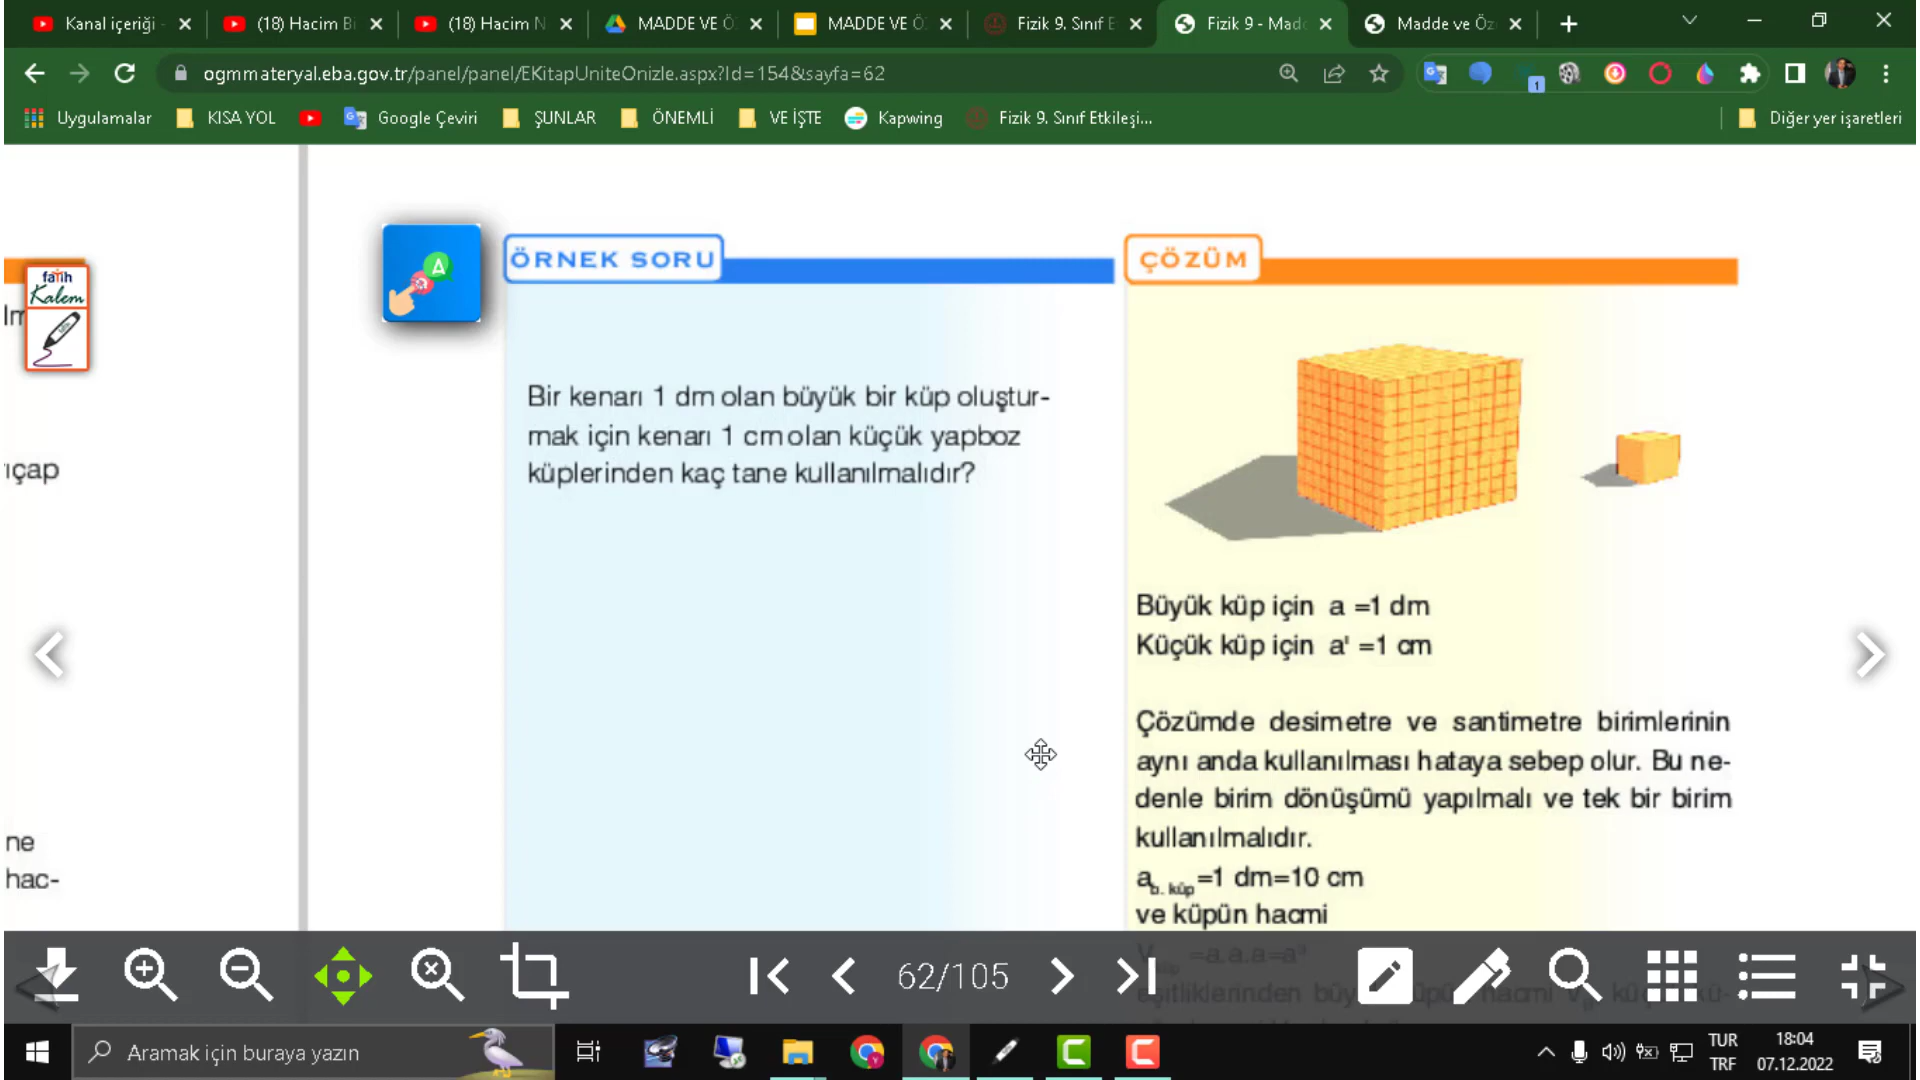 Kanal içeriği -
(18) Hacim Bi
(18) Hacim N
MADDE VE Ö
MADDE VE Ö
Fizik 9. Sınıf E
Fizik 9 - Madd
Madde ve Öz
ogmmateryal.eba.gov.tr/panel/panel/EKitapUniteOnizle.aspx?Id=154&sayfa=62
1
Uygulamalar
KISA YOL
Google Çeviri
ŞUNLAR
ÖNEMLİ
VE İŞTE
Kapwing
Fizik 9. Sınıf Etkileşi...
Diğer yer işaretleri
fatih
Kalem
ıçap
ne
hac-
A
ÖRNEK SORU
Bir kenarı 1 dm olan büyük bir küp oluştur-
mak için kenarı 1 cm olan küçük yapboz
küplerinden kaç tane kullanılmalıdır?
ÇÖZÜM
Büyük küp için a =1 dm
Küçük küp için a' =1 cm
Çözümde desimetre ve santimetre birimlerinin
aynı anda kullanılması hataya sebep olur. Bu ne-
denle birim dönüşümü yapılmalı ve tek bir birim
kullanılmalıdır.
a b. küp =1 dm=10 cm
ve küpün hacmi
=a.a.a=a³
eşitliklerinden
62/105
Aramak için buraya yazın
TUR
TRF
18:04
07.12.2022